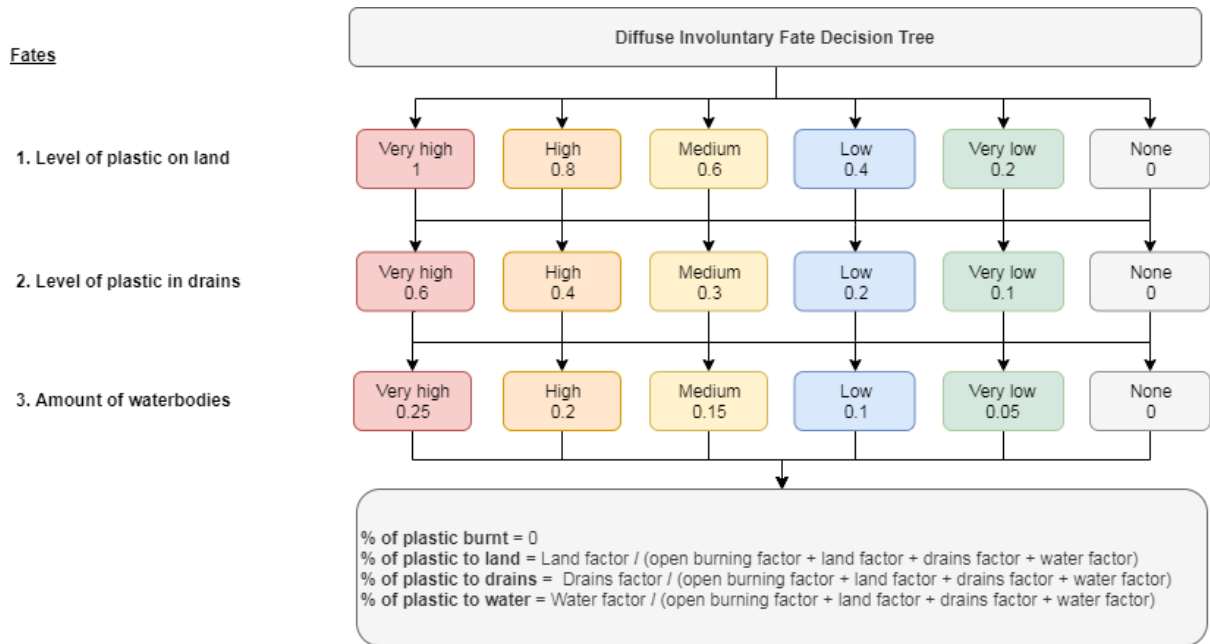 Diffuse Involuntary Fate Decision Tree
Fates
1. Level of plastic on land
Very high
1
High
0.8
Medium
0.6
Low
0.4
Very low
0.2
None
0
2. Level of plastic in drains
Very high
0.6
High
0.4
Medium
0.3
Low
0.2
Very low
0.1
None
0
3. Amount of waterbodies
Very high
0.25
High
0.2
Medium
0.15
Low
0.1
Very low
0.05
None
0
% of plastic burnt = 0
% of plastic to land = Land factor / (open burning factor + land factor + drains factor + water factor)
% of plastic to drains = Drains factor / (open burning factor + land factor + drains factor + water factor)
% of plastic to water = Water factor / (open burning factor + land factor + drains factor + water factor)